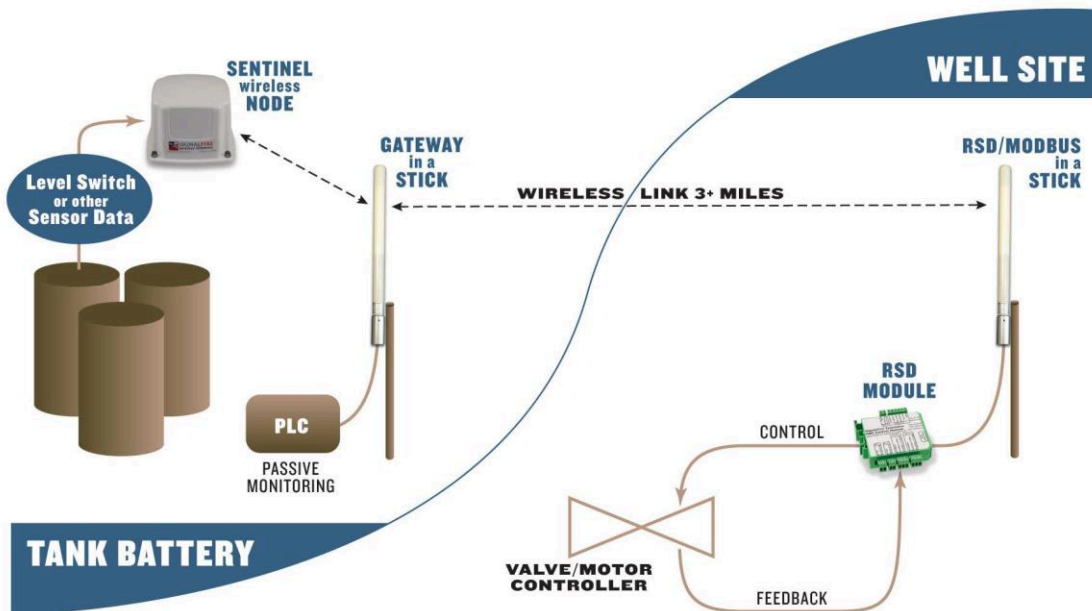 SENTINEL
wireless
NODE
WELL SITE
GATEWAY
in a
STICK
RSD/MODBUS
in a
STICK
Level Switch
or other
Sensor Data
WIRELESS LINK 3+ MILES
RSD
MODULE
PLC
PASSIVE
MONITORING
CONTROL
TANK BATTERY
VALVE/MOTOR
CONTROLLER
FEEDBACK